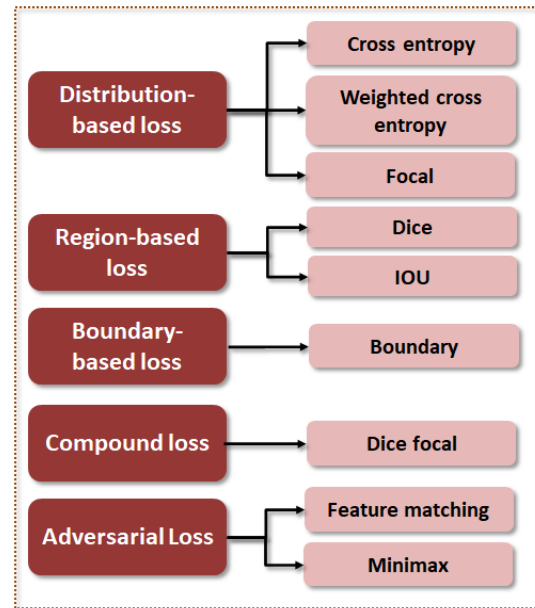 Distribution-
based loss
Cross entropy
Weighted cross
entropy
Focal
Region-based
loss
Dice
IOU
Boundary-
based loss
Boundary
Compound loss
Dice focal
Adversarial Loss
Feature matching
Minimax